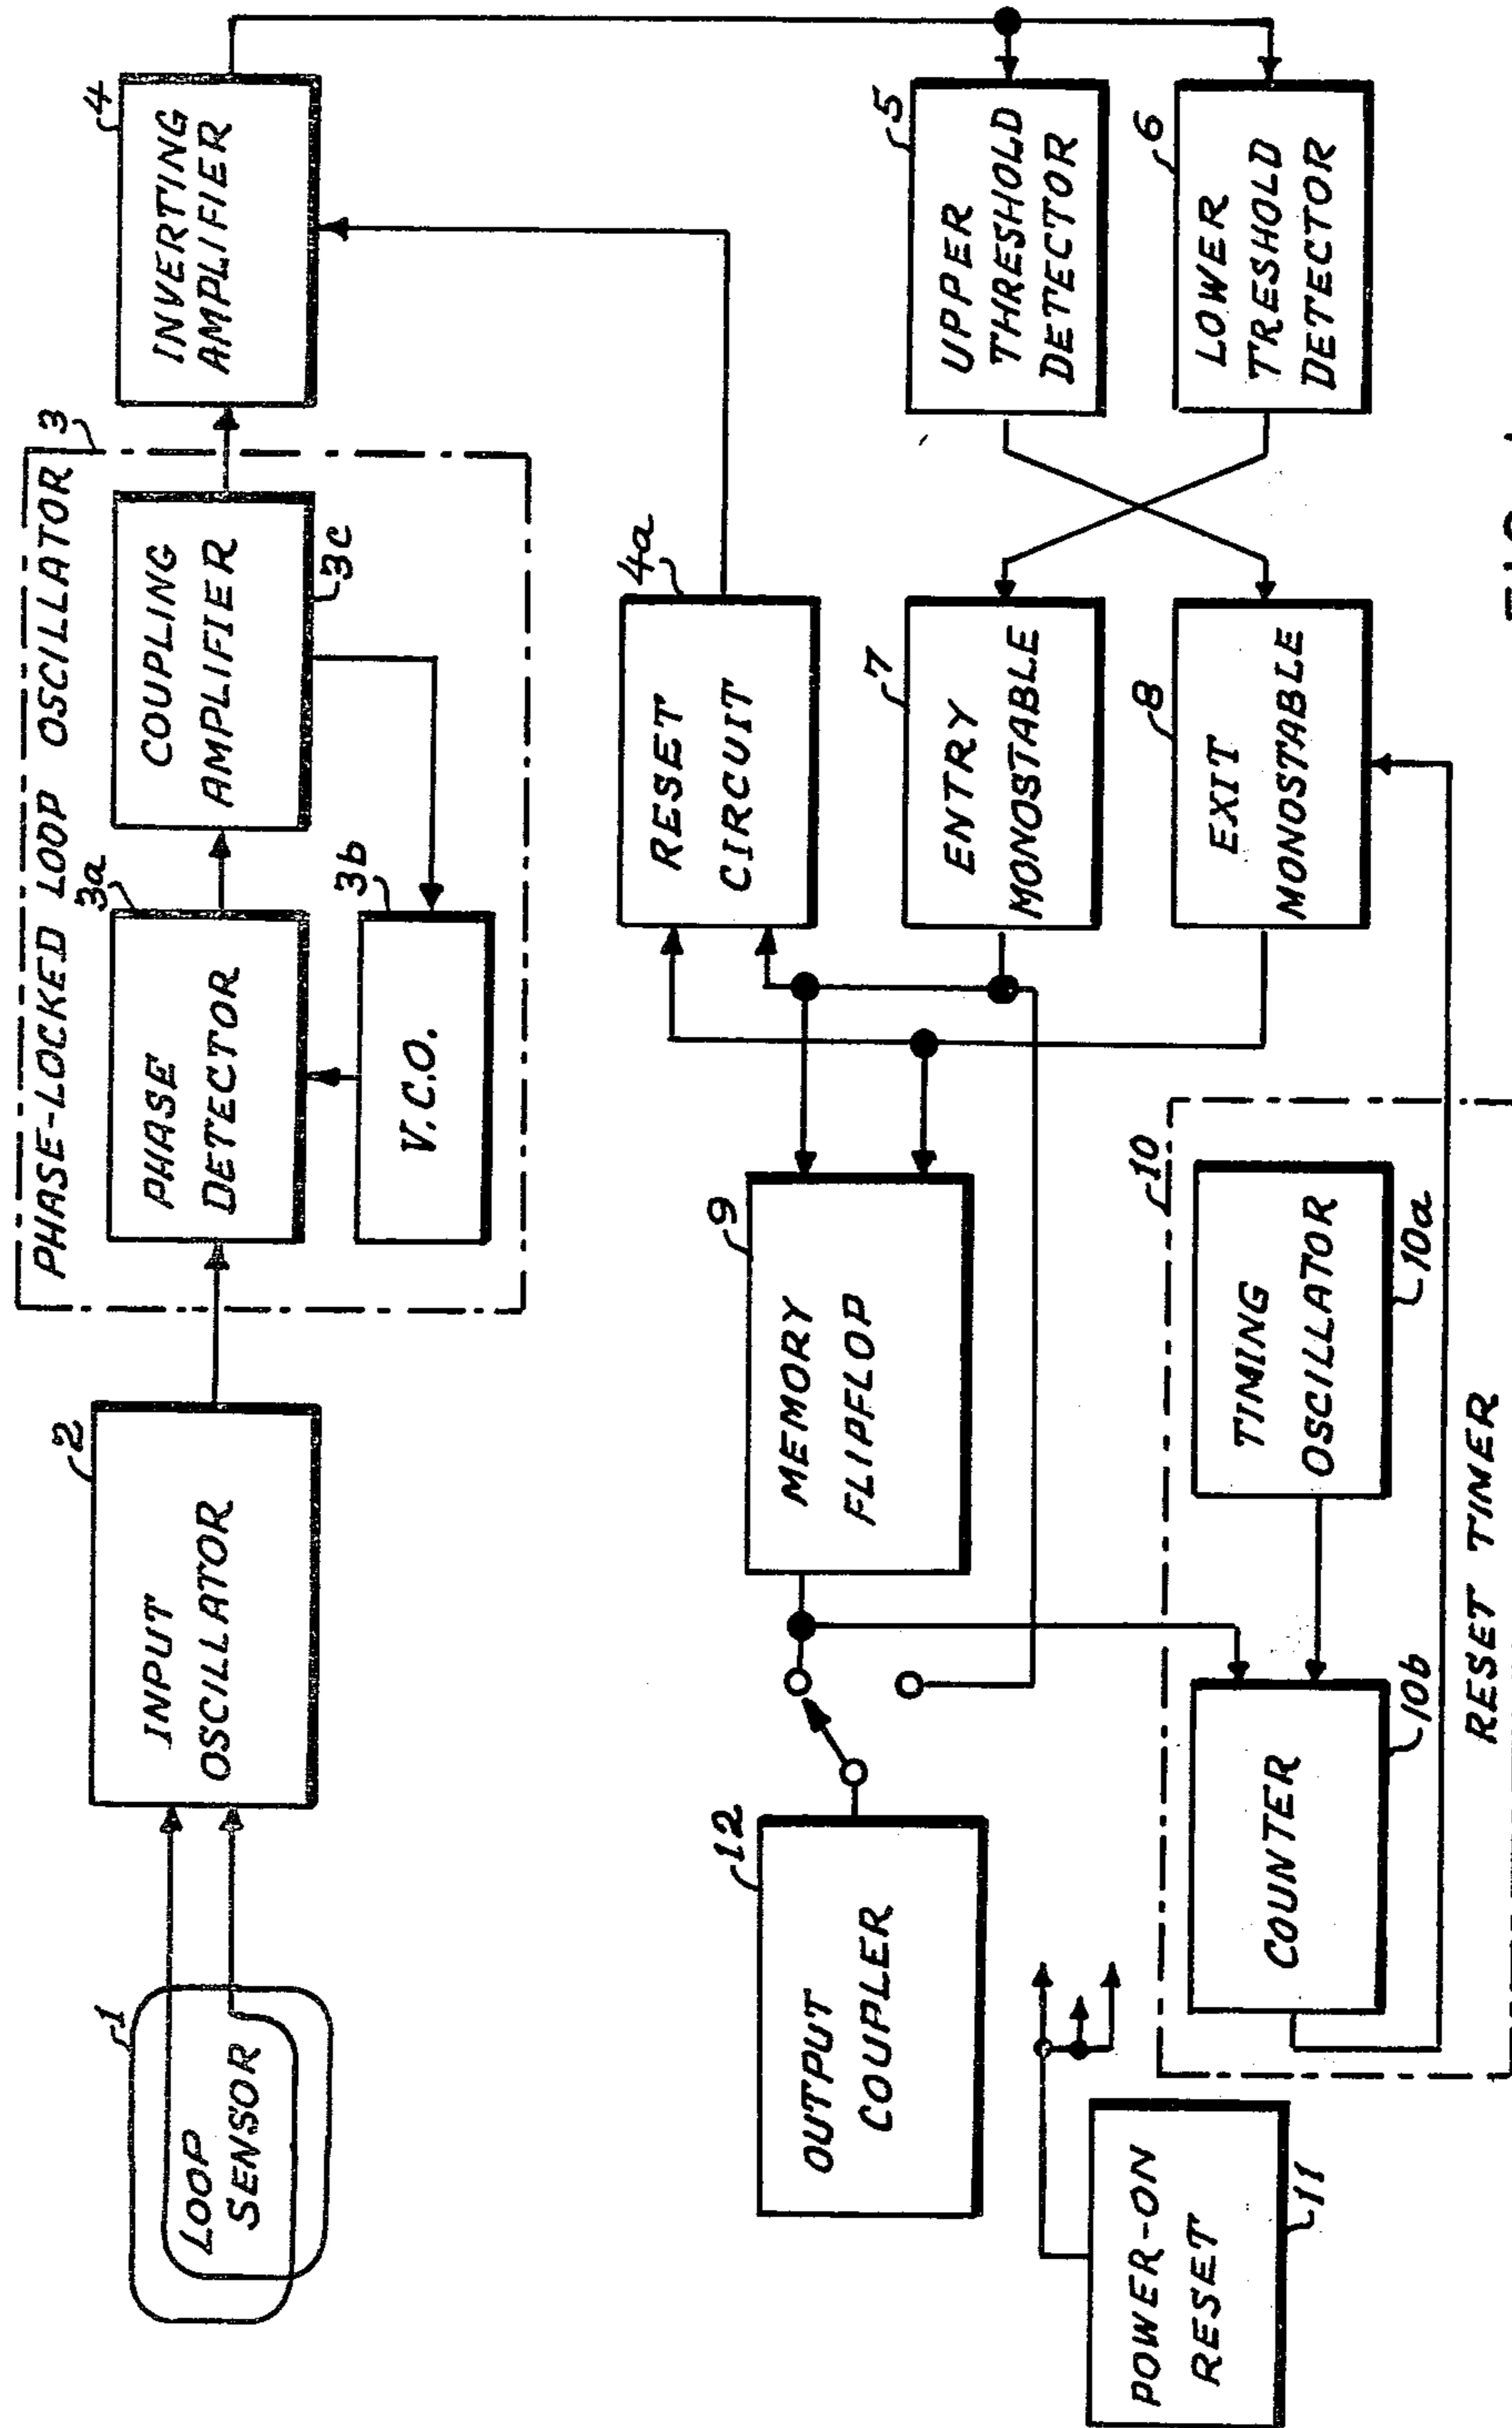 1
LOOP
SENSOR
2
INPUT
OSCILLATOR
PHASE-LOCKED LOOP OSCILLATOR
3
3a
PHASE
DETECTOR
3b
V.C.O.
COUPLING
AMPLIFIER
3c
4
INVERTING
AMPLIFIER
4a
RESET
CIRCUIT
5
UPPER
THRESHOLD
DETECTOR
6
LOWER
TRESHOLD
DETECTOR
7
ENTRY
MONOSTABLE
8
EXIT
MONOSTABLE
9
MEMORY
FLIPFLOP
12
OUTPUT
COUPLER
10
TIMING
OSCILLATOR
10a
COUNTER
10b
RESET TIMER
POWER-ON
RESET
11